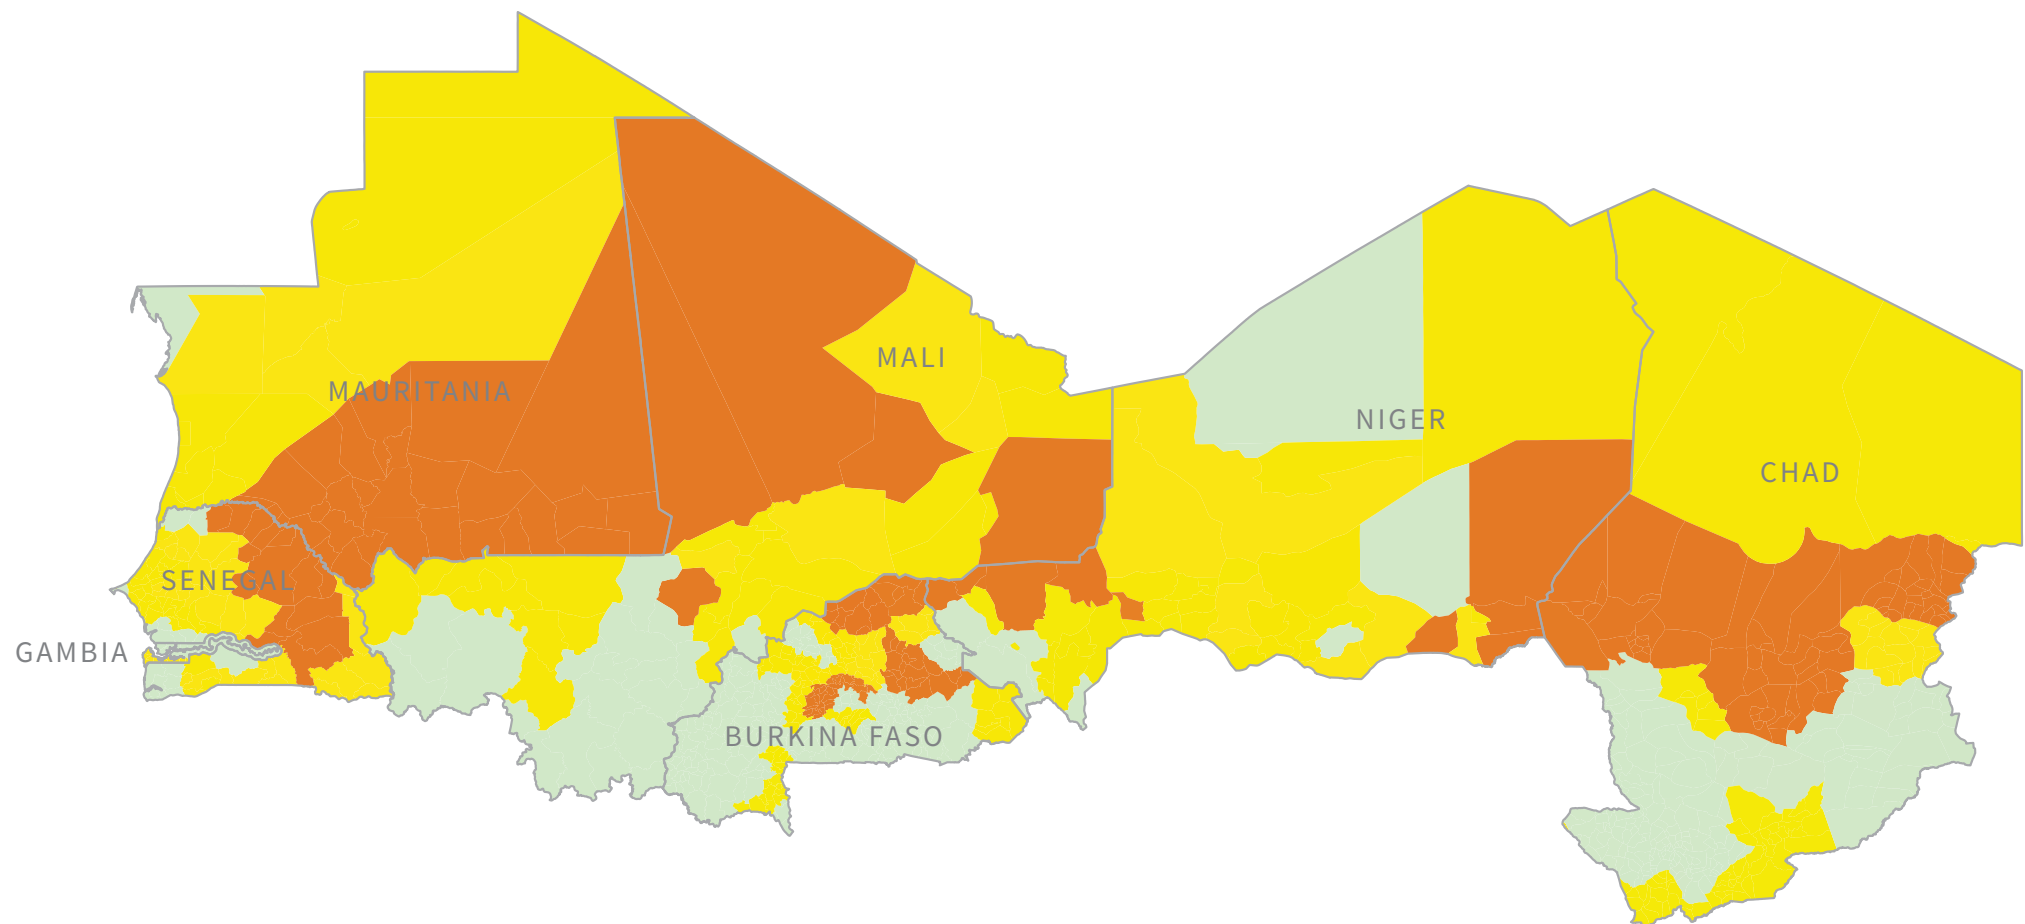 MALI
MAURITANIA
NIGER
CHAD
SENEGAL
GAMBIA
BURKINA FASO